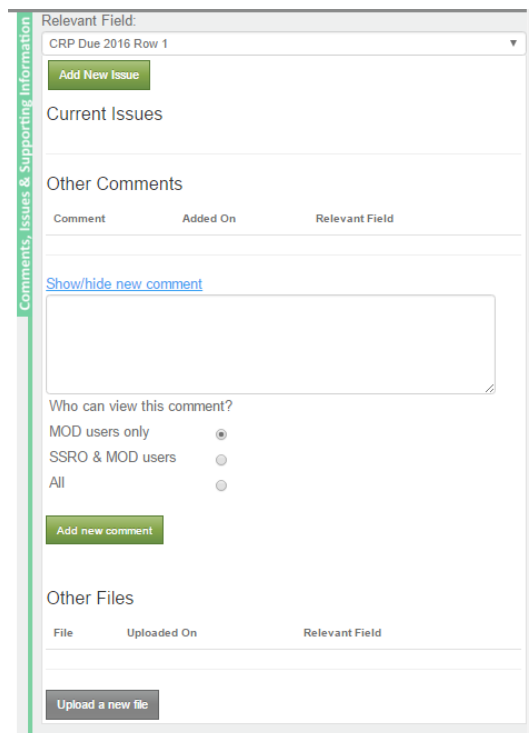 Comments, Issues & Supporting Information
Relevant Field:
CRP Due 2016 Row 1
Add New Issue
Current Issues
Other Comments
Comment Added On Relevant Field
Show/hide new comment
Who can view this comment?
MOD users only
SSRO & MOD users
All
Add new comment
Other Files
File Uploaded On Relevant Field
Upload a new file